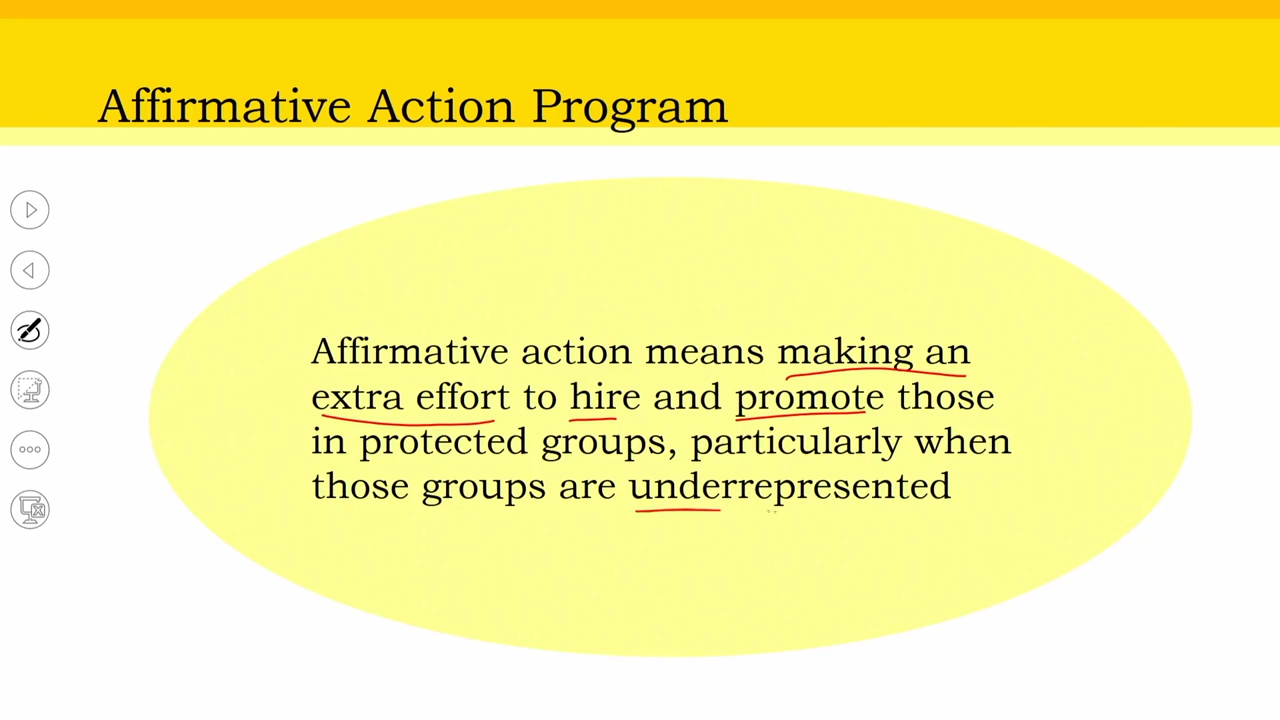 Affirmative Action Program
Affirmative action means making an
extra effort to hire and promote those
in protected groups, particularly when
those groups are underrepresented